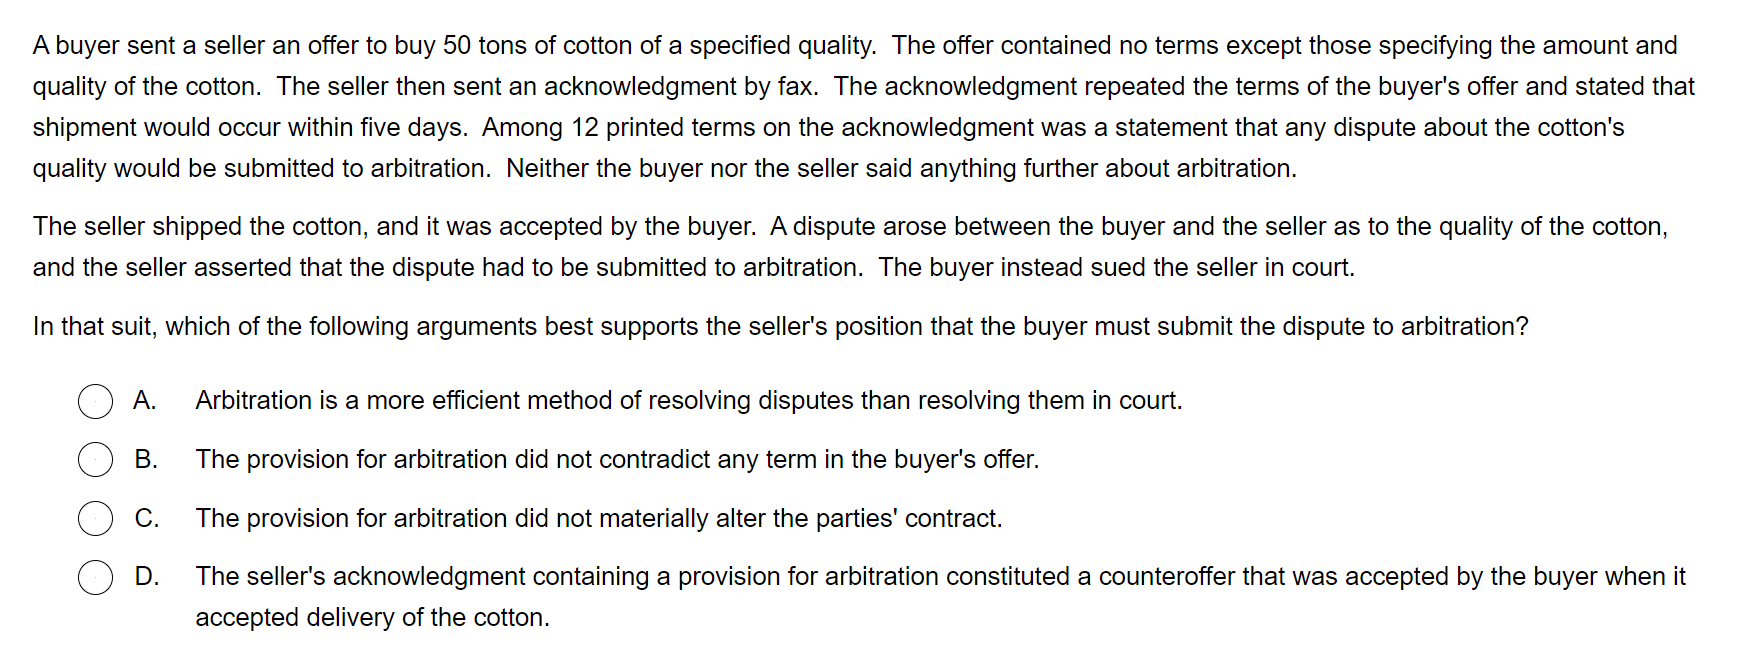 A buyer sent a seller an offer to buy 50 tons of cotton of a specified quality.  The offer contained no terms except those specifying the amount and
quality of the cotton.  The seller then sent an acknowledgment by fax.  The acknowledgment repeated the terms of the buyer's offer and stated that
shipment would occur within five days.  Among 12 printed terms on the acknowledgment was a statement that any dispute about the cotton's
quality would be submitted to arbitration.  Neither the buyer nor the seller said anything further about arbitration.
The seller shipped the cotton, and it was accepted by the buyer.  A dispute arose between the buyer and the seller as to the quality of the cotton,
and the seller asserted that the dispute had to be submitted to arbitration.  The buyer instead sued the seller in court.
In that suit, which of the following arguments best supports the seller's position that the buyer must submit the dispute to arbitration?
A. Arbitration is a more efficient method of resolving disputes than resolving them in court.
B. The provision for arbitration did not contradict any term in the buyer's offer.
C. The provision for arbitration did not materially alter the parties' contract.
D. The seller's acknowledgment containing a provision for arbitration constituted a counteroffer that was accepted by the buyer when it
accepted delivery of the cotton.